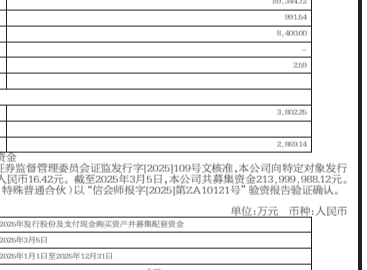 69,344.72
991.54
8,400.00
–
2.59
3,802.25
2,869.14
资金
证券监督管理委员会证监发行字[2025]109号文核准,本公司向特定对象发行
人民币16.42元。截至2025年3月5日,本公司共募集资金213,999,988.12元。
特殊普通合伙)以“信会师报字[2025]第ZA10121号”验资报告验证确认。
单位:万元 币种:人民币
2025年发行股份及支付现金购买资产并募集配套资金
2025年3月5日
2025年1月1日至2025年12月31日